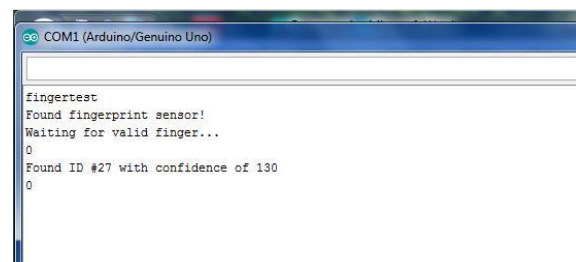 COM1 (Arduino/Genuino Uno)
fingertest
Found fingerprint sensor!
Waiting for valid finger...
0
Found ID #27 with confidence of 130
0